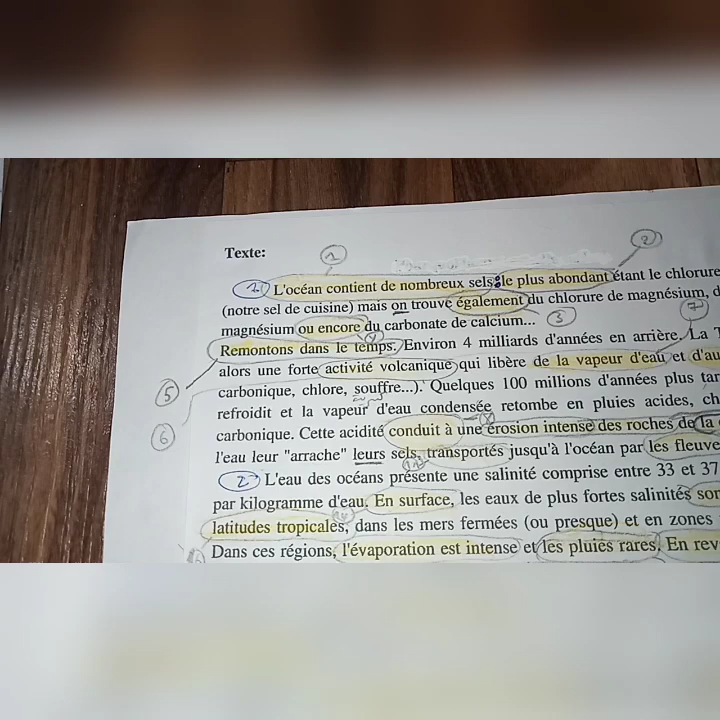 Texte:
1 2
1) L'océan contient de nombreux sels: le plus abondant étant le chlorure
(notre sel de cuisine) mais on trouve également du chlorure de magnésium, d
magnésium ou encore du carbonate de calcium... 3 7
Remontons dans le temps. Environ 4 milliards d'années en arrière. La T
alors une forte activité volcanique qui libère de la vapeur d'eau et d'au
5 carbonique, chlore, souffre...). Quelques 100 millions d'années plus tar
refroidit et la vapeur d'eau condensée retombe en pluies acides, ch
6 carbonique. Cette acidité conduit à une érosion intense des roches de la
l'eau leur "arrache" leurs sels, transportés jusqu'à l'océan par les fleuve
2) L'eau des océans présente une salinité comprise entre 33 et 37
par kilogramme d'eau. En surface, les eaux de plus fortes salinités son
latitudes tropicales, dans les mers fermées (ou presque) et en zones
Dans ces régions, l'évaporation est intense et les pluies rares. En rev